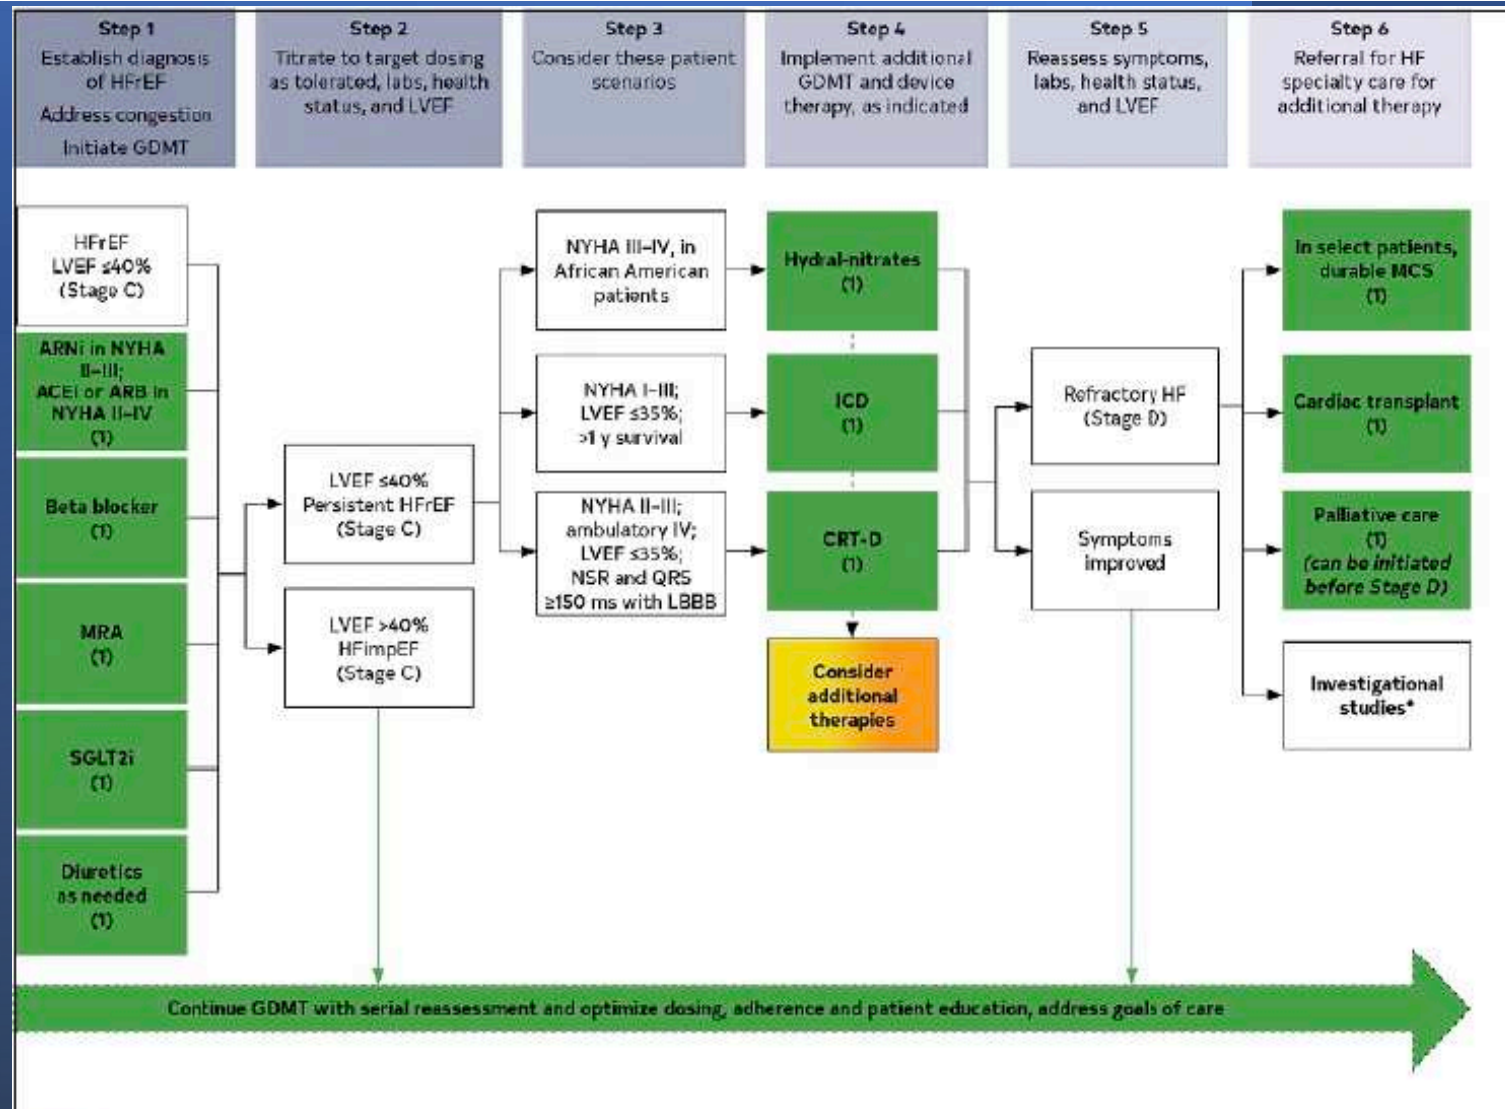 Step 1
Establish diagnosis
of HFrEF
Address congestion
Initiate GDMT
Step 2
Titrate to target dosing
as tolerated, labs, health
status, and LVEF
Step 3
Consider these patient
scenarios
Step 4
Implement additional
GDMT and device
therapy, as indicated
Step 5
Reassess symptoms,
labs, health status,
and LVEF
Step 6
Referral for HF
specialty care for
additional therapy
HFrEF
LVEF ≤40%
(Stage C)
ARNi in NYHA
II–III;
ACEi or ARB in
NYHA II–IV
(1)
Beta blocker
(1)
MRA
(1)
SGLT2i
(1)
Diuretics
as needed
(1)
LVEF ≤40%
Persistent HFrEF
(Stage C)
LVEF >40%
HFimpEF
(Stage C)
NYHA III–IV, in
African American
patients
NYHA I–III;
LVEF ≤35%;
>1 y survival
NYHA II–III;
ambulatory IV;
LVEF ≤35%;
NSR and QRS
≥150 ms with LBBB
Hydral-nitrates
(1)
ICD
(1)
CRT-D
(1)
Consider
additional
therapies
Refractory HF
(Stage D)
Symptoms
improved
In select patients,
durable MCS
(1)
Cardiac transplant
(1)
Palliative care
(1)
(can be initiated
before Stage D)
Investigational
studies*
Continue GDMT with serial reassessment and optimize dosing, adherence and patient education, address goals of care